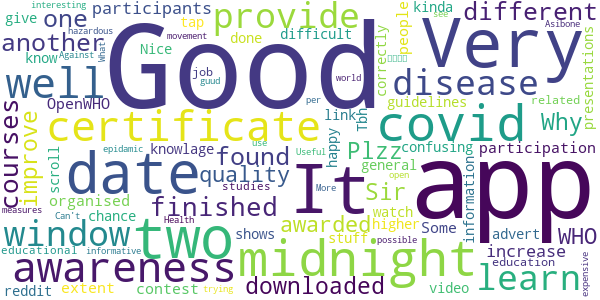 interesting
give
one
participants
provide
kinda
different
hazardous
movement
tap
people
see
Asibone
another
Nice
done
difficult
Very
know
What
Against
job
guud
world
correctly
presentations
well
Good
disease
OpenWHO
link
per
Tbh
guidelines
related
courses
improve
certificate
happy
covid
Why
scroll
epidemic
knowlage
use
Plzz
confusing
participation
date
found
general
informationd
organised
quality
Useful
It
Sir
app
studies
More
open
measures
chance
finished
awarded
watch
Some
WHO
window
Can't
Health
two
stuff
higher
advert
increase
educational
informative
shows
midnight
possible
education
expensive
awareness
downloaded
learn
reddit
extent
contest
trying
video